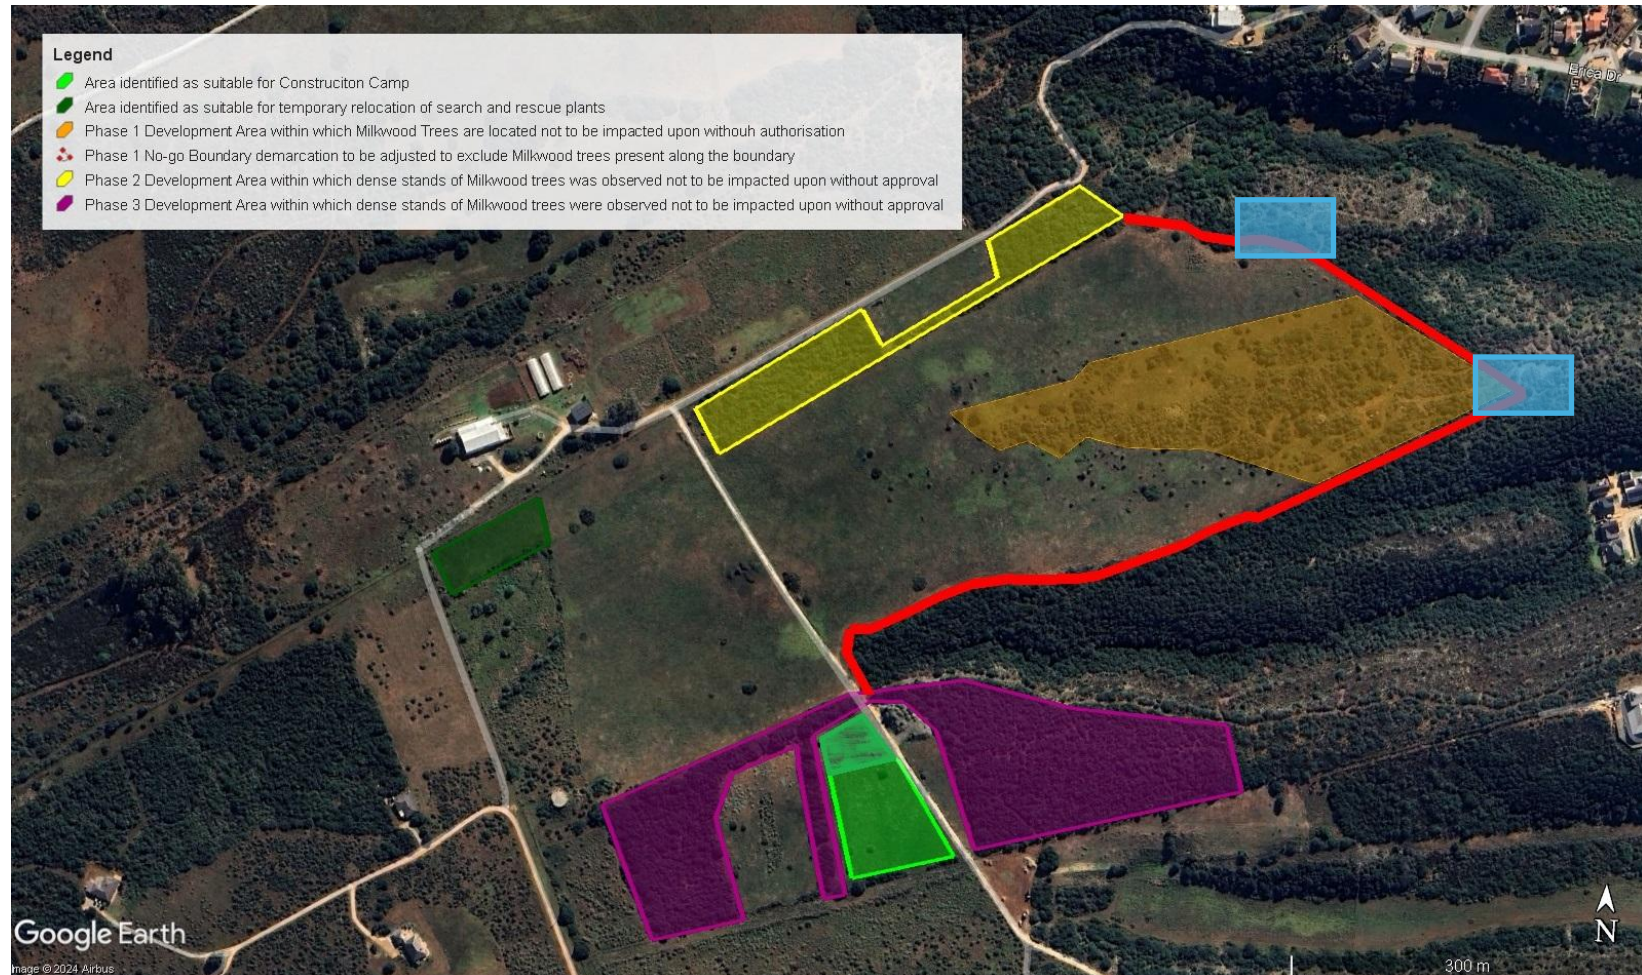 Legend
Area identified as suitable for Construciton Camp
Area identified as suitable for temporary relocation of search and rescue plants
Phase 1 Development Area within which Milkwood Trees are located not to be impacted upon withouh authorisation
Phase 1 No-go Boundary demarcation to be adjusted to exclude Milkwood trees present along the boundary
Phase 2 Development Area within which dense stands of Milkwood trees was observed not to be impacted upon without approval
Phase 3 Development Area within which dense stands of Milkwood trees were observed not to be impacted upon without approval
Erica Dr
Google Earth
Image © 2024 Airbus
N
300 m